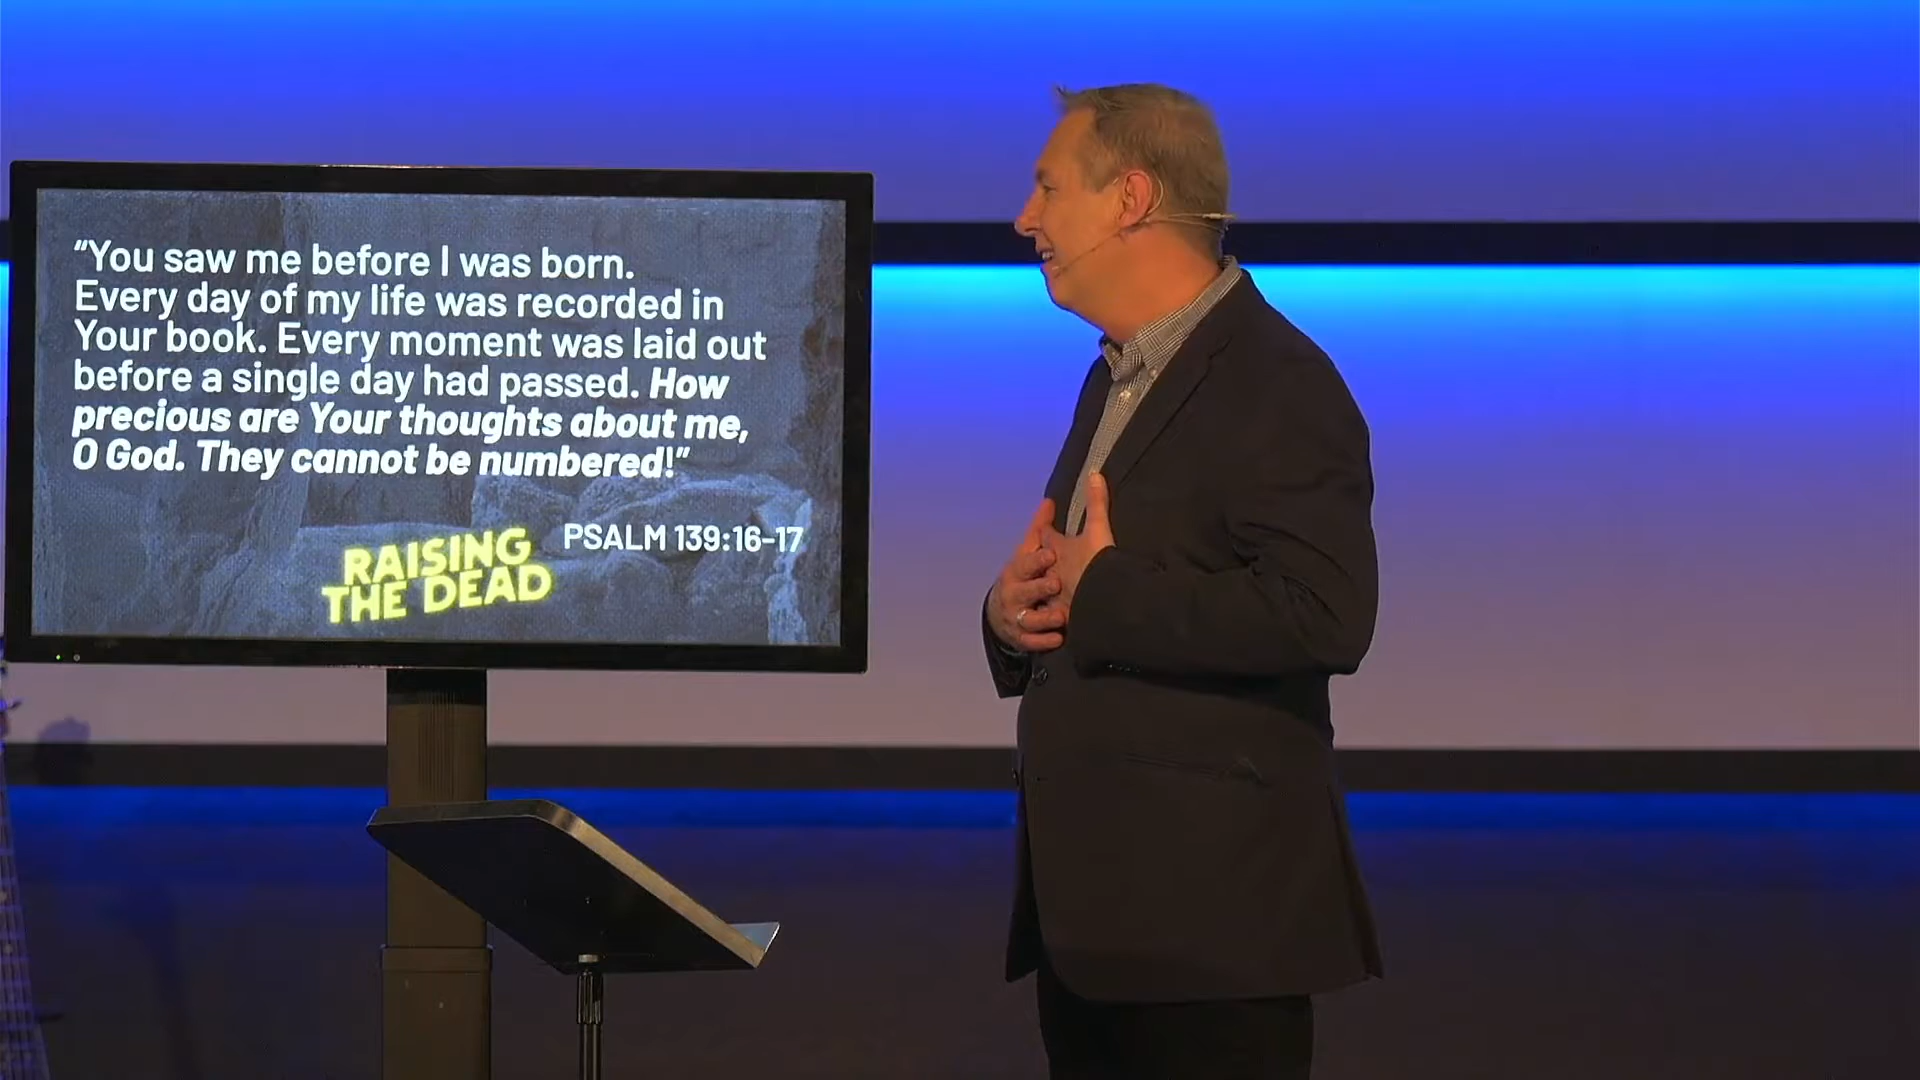 “You saw me before I was born.
Every day of my life was recorded in
Your book. Every moment was laid out
before a single day had passed. How
precious are Your thoughts about me,
O God. They cannot be numbered!”
PSALM 139:16-17
RAISING
THE DEAD